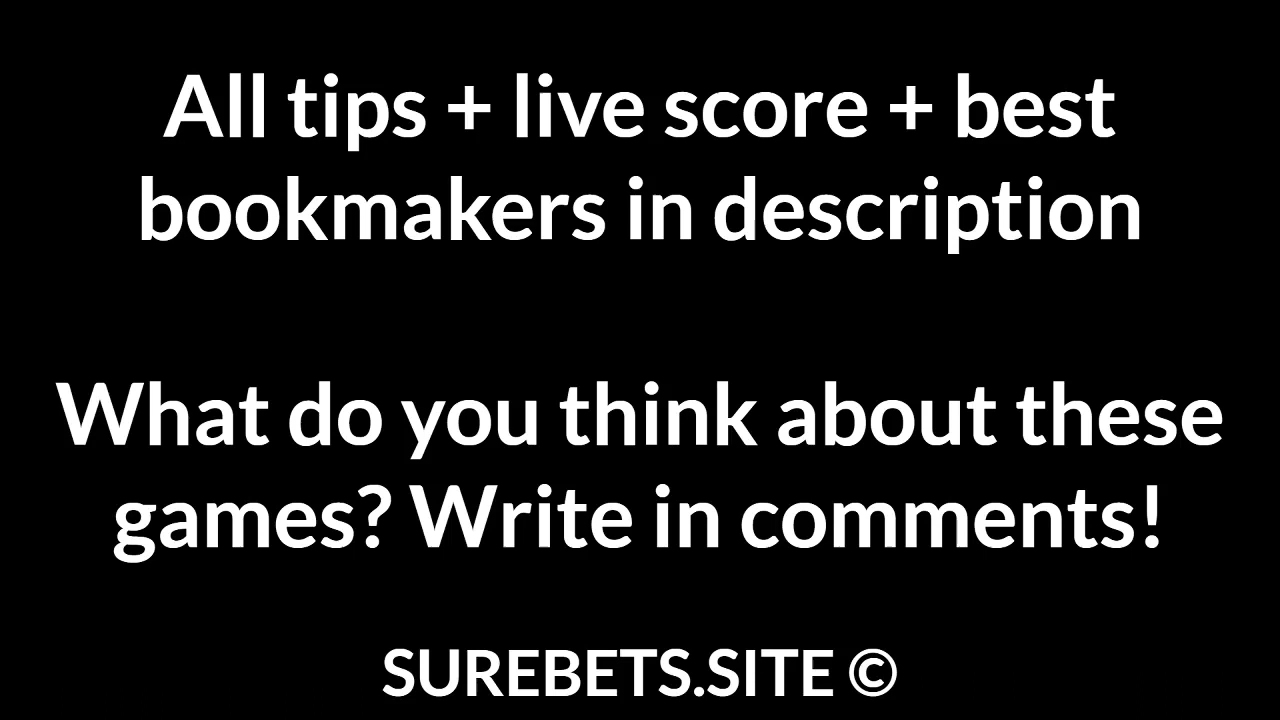 All tips + live score + best
bookmakers in description
What do you think about these
games? Write in comments!
SUREBETS.SITE ©